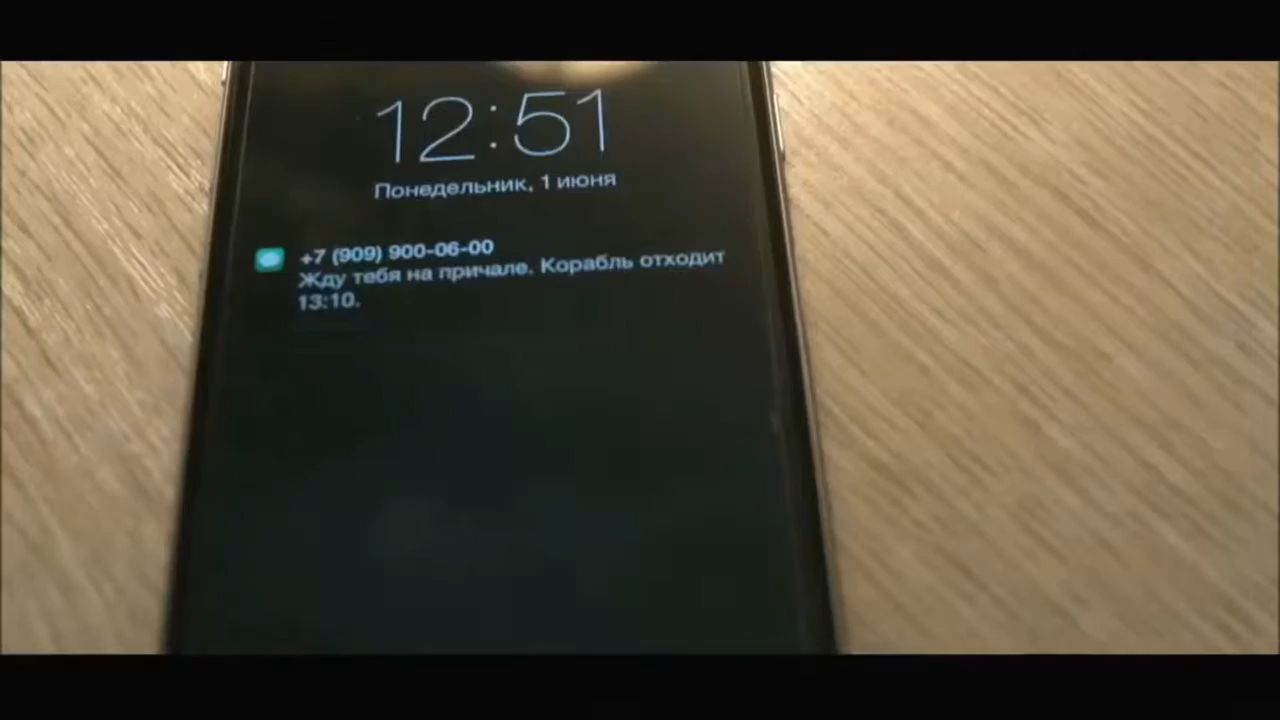 12:51
Понедельник, 1 июня
+7 (909) 900-06-00
Жду тебя на причале. Корабль отходит
13:10.